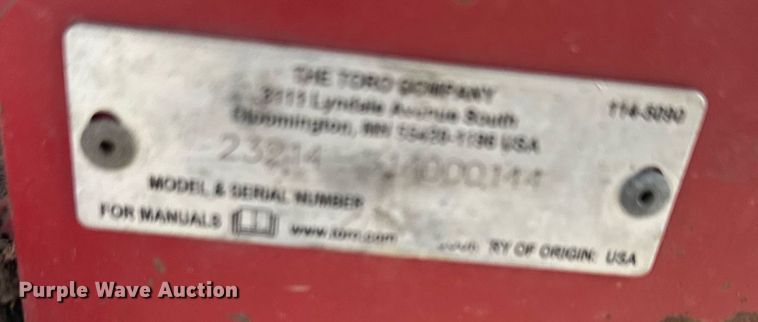 THE TORO COMPANY
8111 Lyndale Avenue South
Bloomington, MN 55420-1196 USA
114-5090
MODEL & SERIAL NUMBER
FOR MANUALS www.toro.com
RY OF ORIGIN: USA
Purple Wave Auction